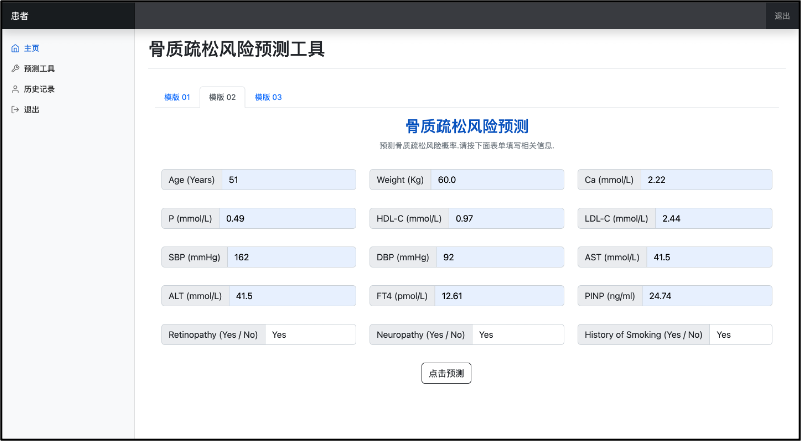 患者
退出
主页
预测工具
历史记录
退出
骨质疏松风险预测工具
模版 01 模版 02 模版 03
骨质疏松风险预测
预测骨质疏松风险概率.请按下面表单填写相关信息.
Age (Years) 51 Weight (Kg) 60.0 Ca (mmol/L) 2.22
P (mmol/L) 0.49 HDL-C (mmol/L) 0.97 LDL-C (mmol/L) 2.44
SBP (mmHg) 162 DBP (mmHg) 92 AST (mmol/L) 41.5
ALT (mmol/L) 41.5 FT4 (pmol/L) 12.61 PINP (ng/ml) 24.74
Retinopathy (Yes / No) Yes Neuropathy (Yes / No) Yes History of Smoking (Yes / No) Yes
点击预测